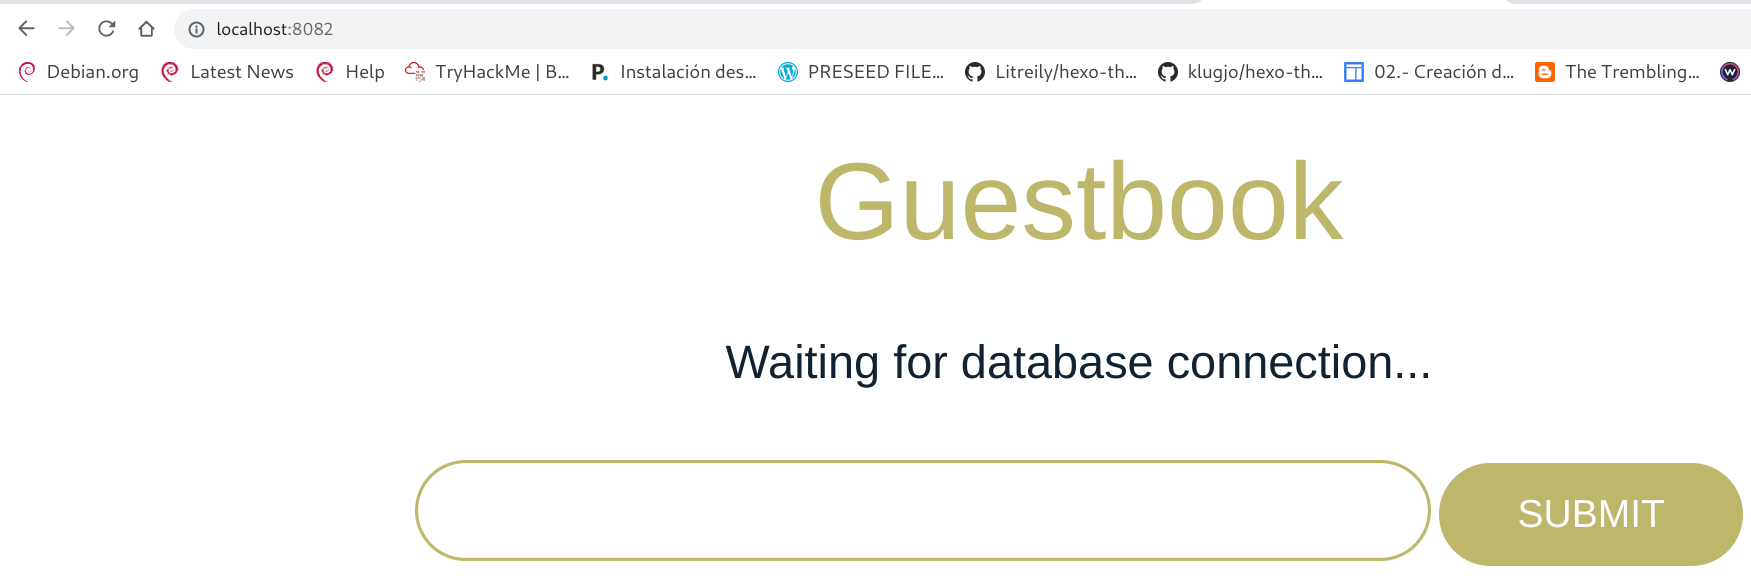 localhost:8082
Debian.org Latest News Help TryHackMe | B... P. Instalación des... PRESEED FILE... Litreily/hexo-th... klugjo/hexo-th... 02.- Creación d... The Trembling...
Guestbook
Waiting for database connection...
SUBMIT